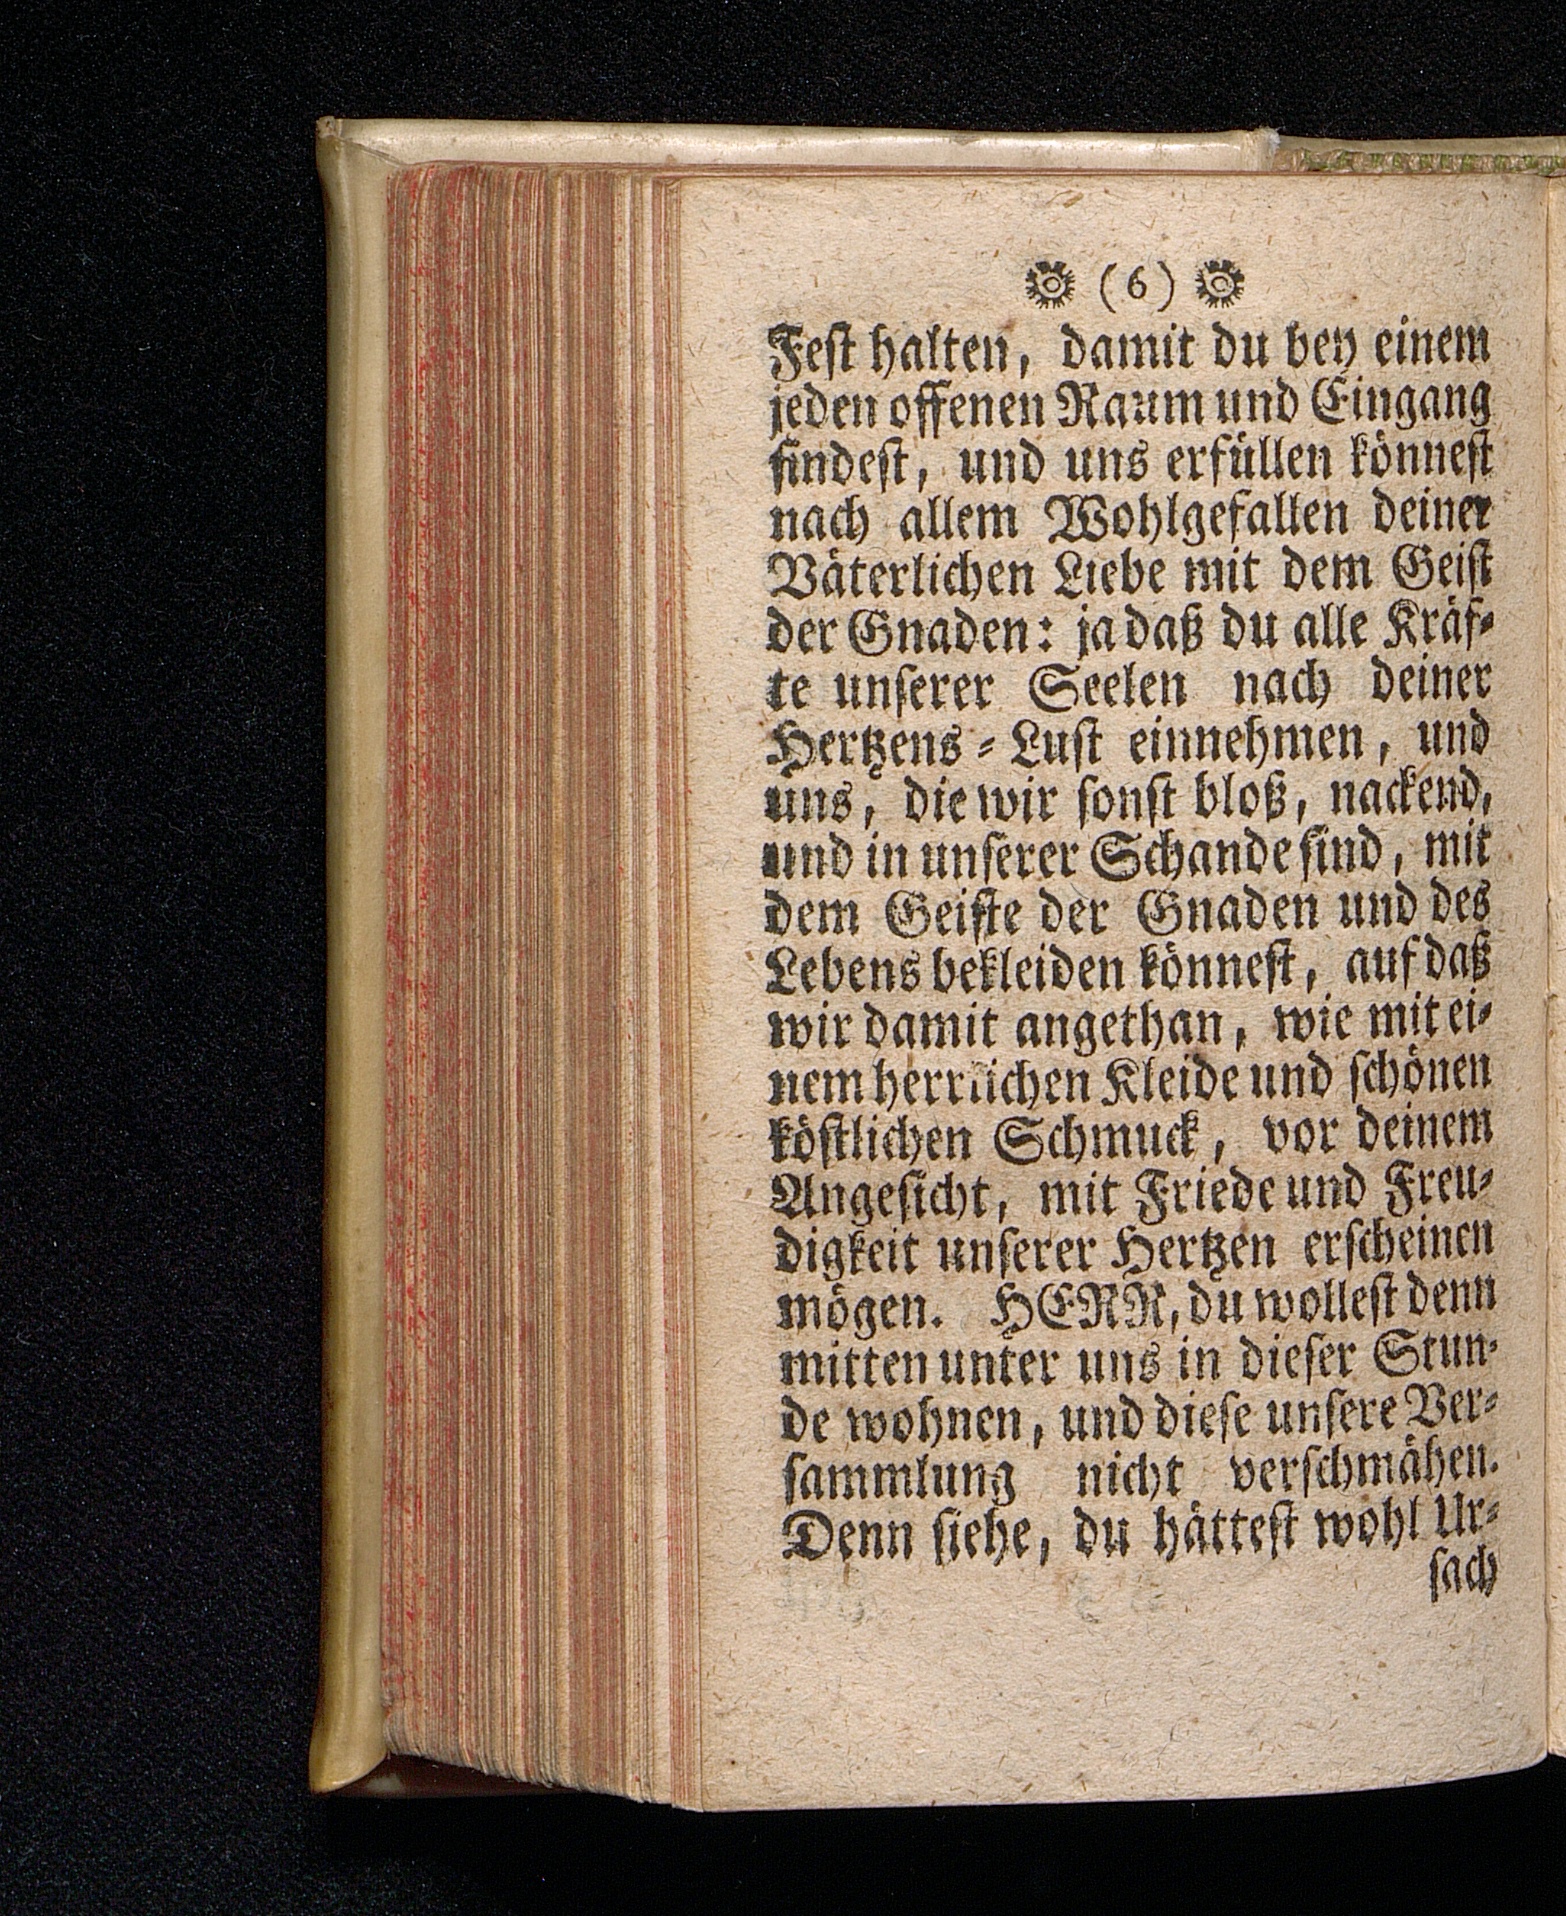 (6)
Feſt halten, damit du bey einem
jeden offenen Raum und Eingang
findeſt, und uns erfüllen könneſt
nach allem Wohlgefallen deiner
Väterlichen Liebe mit dem Geiſt
der Gnaden: ja daß du alle Kräf-
te unſerer Seelen nach deiner
Hertzens-Luſt einnehmen, und
uns, die wir ſonſt bloß, nackend,
und in unſerer Schande ſind, mit
dem Geiſte der Gnaden und des
Lebens bekleiden könneſt, auf daß
wir damit angethan, wie mit ei-
nem herrlichen Kleide und ſchönen
köſtlichen Schmuck, vor deinem
Angeſicht, mit Friede und Freu-
digkeit unſerer Hertzen erſcheinen
mögen. HERR, du wolleſt denn
mitten unter uns in dieſer Stun-
de wohnen, und dieſe unſere Ver-
ſammlung nicht verſchmähen.
Denn ſiehe, du hätteſt wohl Ur-
ſach